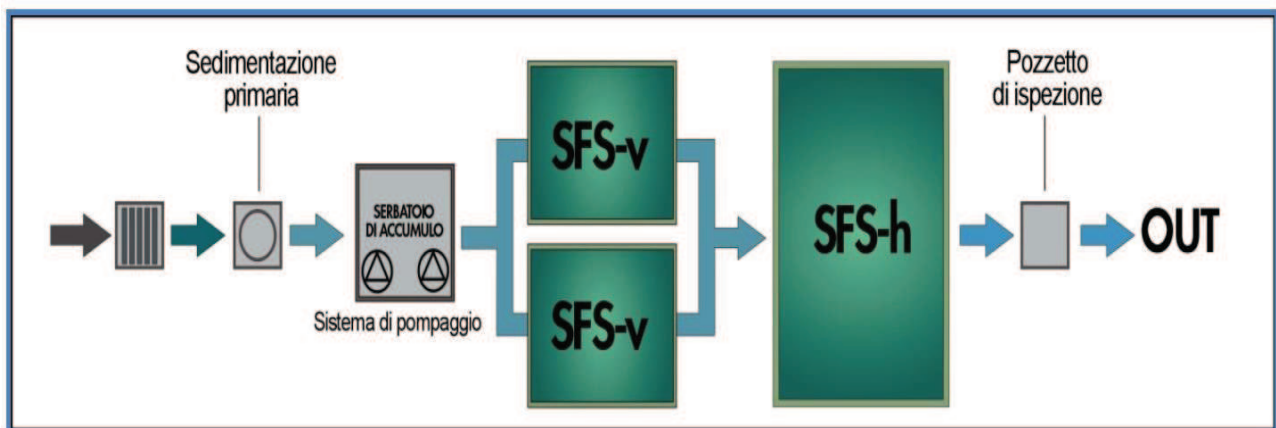 Sedimentazione
primaria
SERBATOIO
DI ACCUMULO
Sistema di pompaggio
SFS-v
SFS-v
SFS-h
Pozzetto
di ispezione
OUT